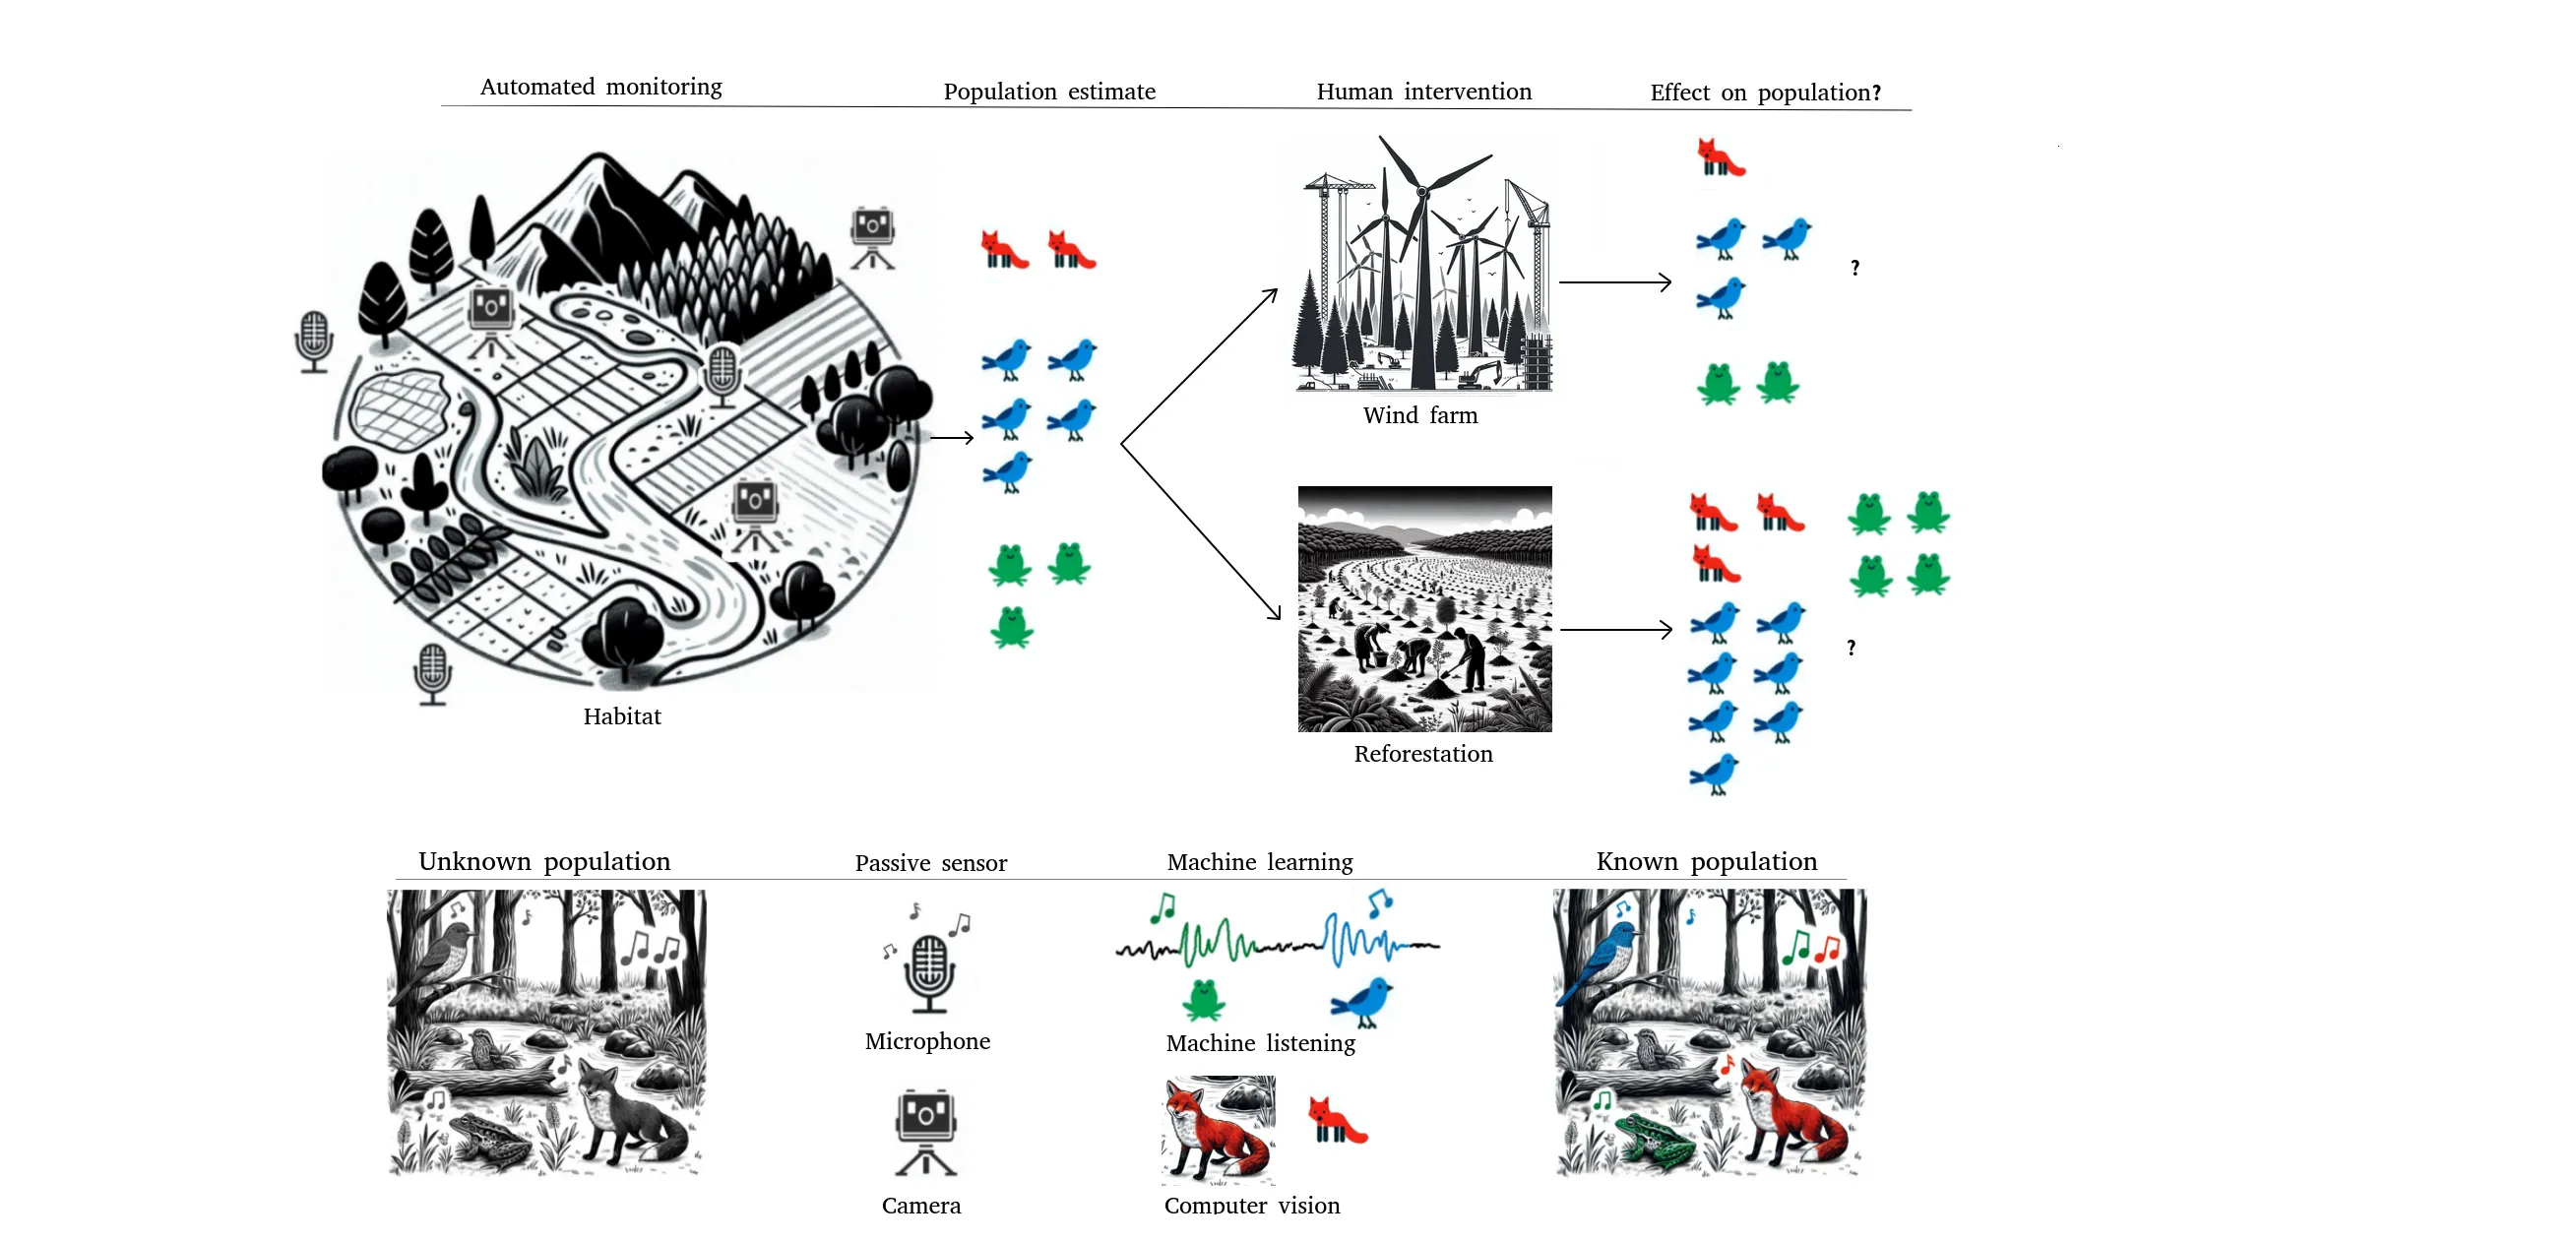 Automated monitoring
Population estimate
Human intervention
Effect on population?
?
Wind farm
?
Habitat
Reforestation
Unknown population
Passive sensor
Machine learning
Known population
Microphone
Machine listening
Camera
Computer vision